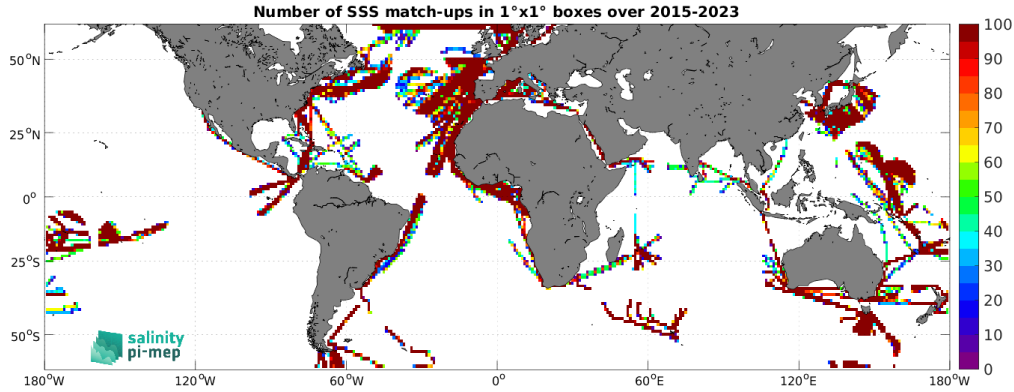 Number of SSS match-ups in 1°x1° boxes over 2015-2023
50°N
25°N
0°
25°S
50°S
180°W
120°W
60°W
0°
60°E
120°E
180°W
100
90
80
70
60
50
40
30
20
10
0
salinity
pi-mep